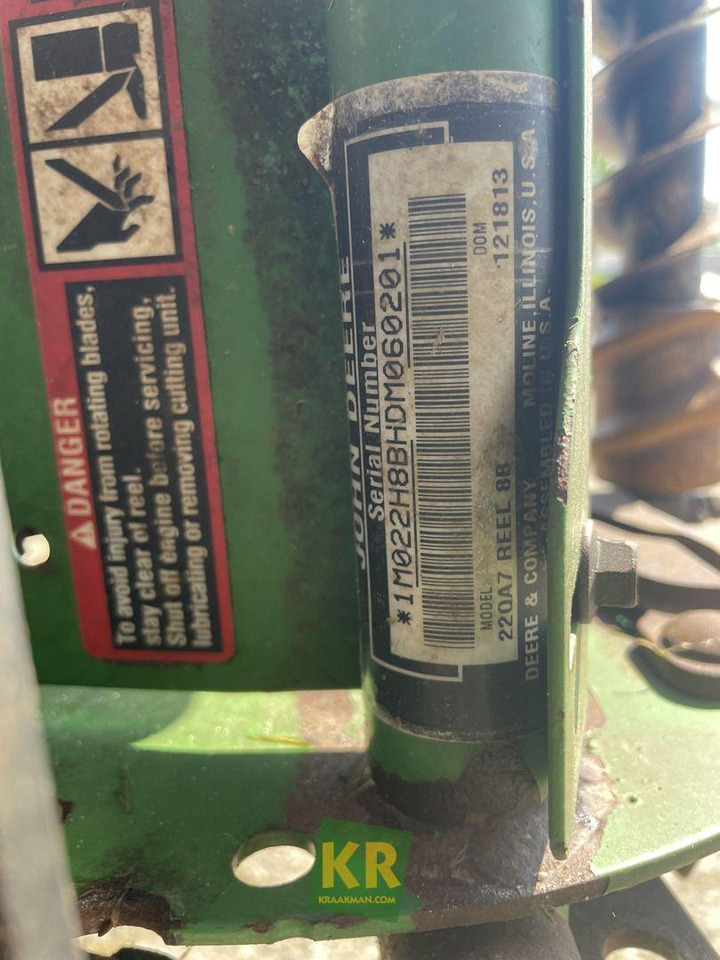 ⚠DANGER
To avoid injury from rotating blades,
stay clear of reel.
Shut off engine before servicing,
lubricating or removing cutting unit.
JOHN DEERE
Serial Number
*1M022H8BHDM060201*
DOM
121813
MODEL
220A7 REEL 8B
DEERE & COMPANY MOLINE, ILLINOIS, U.S.A
ASSEMBLED IN U.S.A.
KR
KRAAKMAN.COM